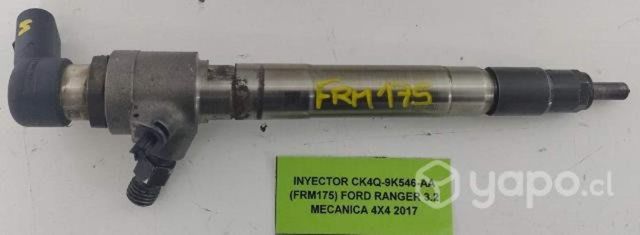 S
FRM175
INYECTOR CK4Q-9K546-AA
(FRM175) FORD RANGER 3.2
MECANICA 4X4 2017
yapo.cl